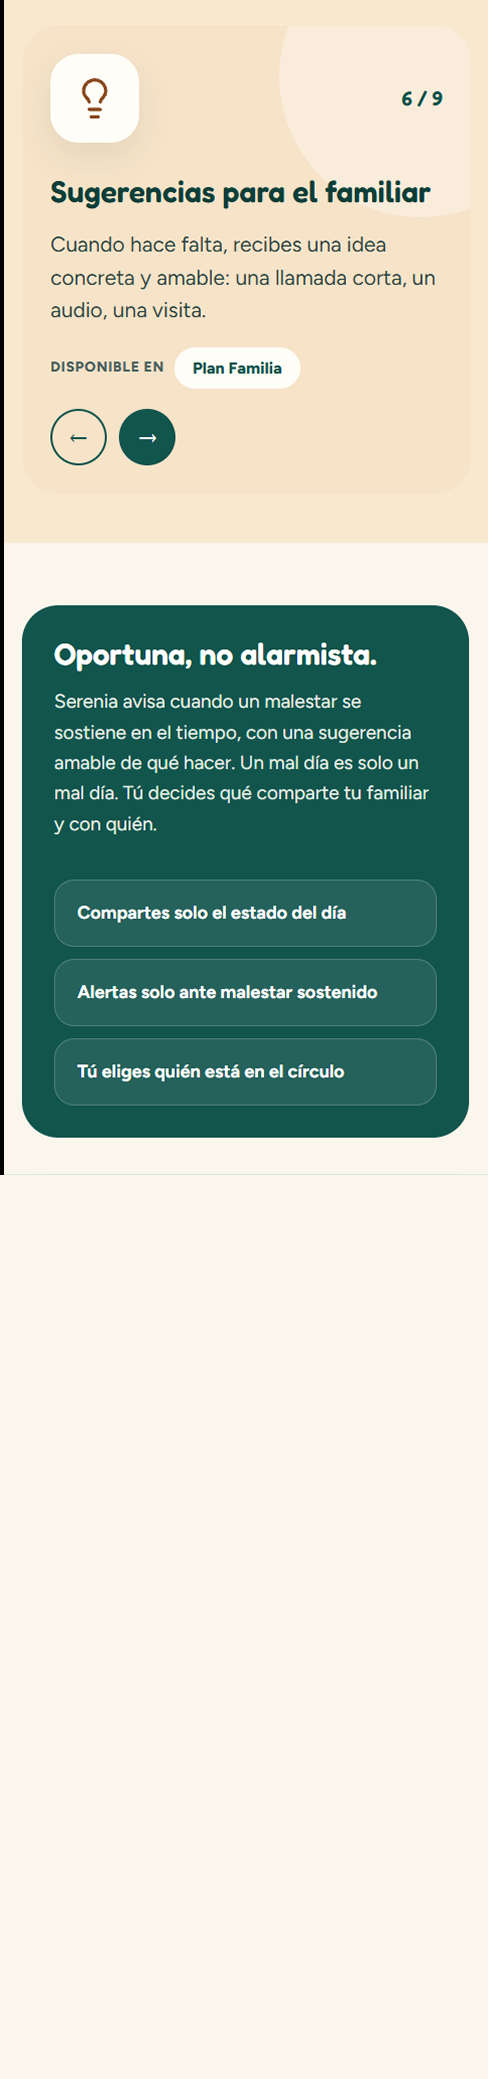 6 / 9
Sugerencias para el familiar
Cuando hace falta, recibes una idea
concreta y amable: una llamada corta, un
audio, una visita.
DISPONIBLE EN Plan Familia
← →
Oportuna, no alarmista.
Serenia avisa cuando un malestar se
sostiene en el tiempo, con una sugerencia
amable de qué hacer. Un mal día es solo un
mal día. Tú decides qué comparte tu familiar
y con quién.
Compartes solo el estado del día
Alertas solo ante malestar sostenido
Tú eliges quién está en el círculo